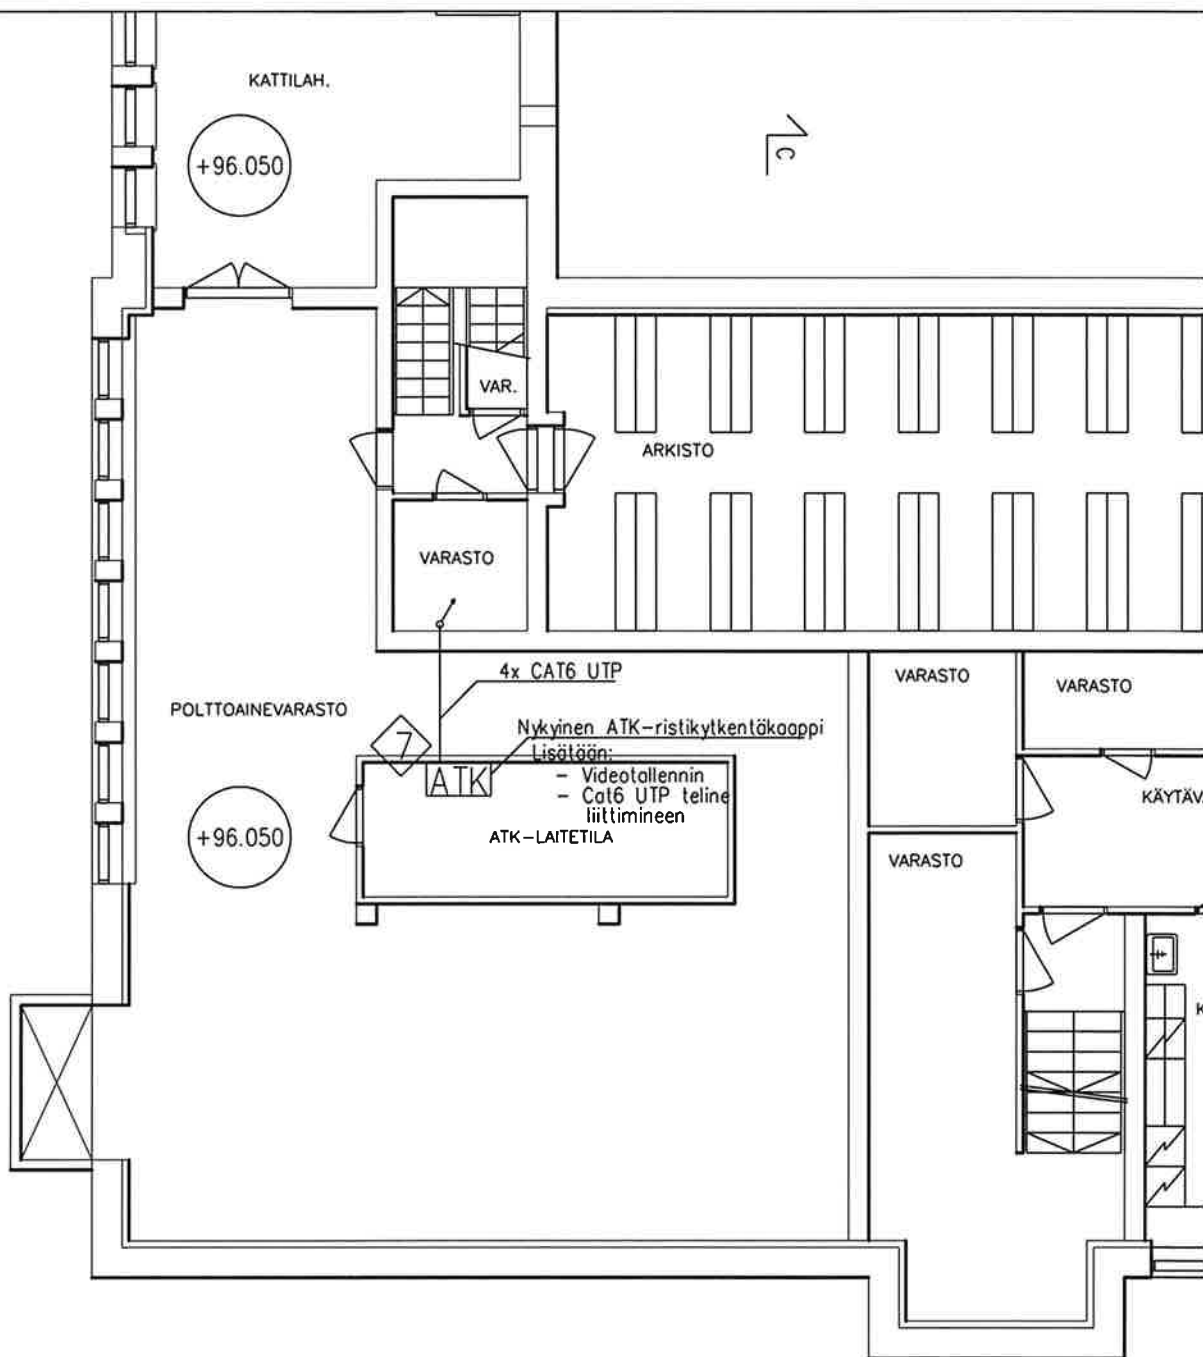 KATTILAH.
+96.050
C
VAR.
ARKISTO
VARASTO
4x CAT6 UTP
VARASTO
VARASTO
POLTTOAINEVARASTO
7
Nykyinen ATK-ristikytkentäkaappi
Lisätään:
ATK
- Videotallennin
- Cat6 UTP teline
liittimineen
KÄYTÄV
+96.050
ATK-LAITETILA
VARASTO
K